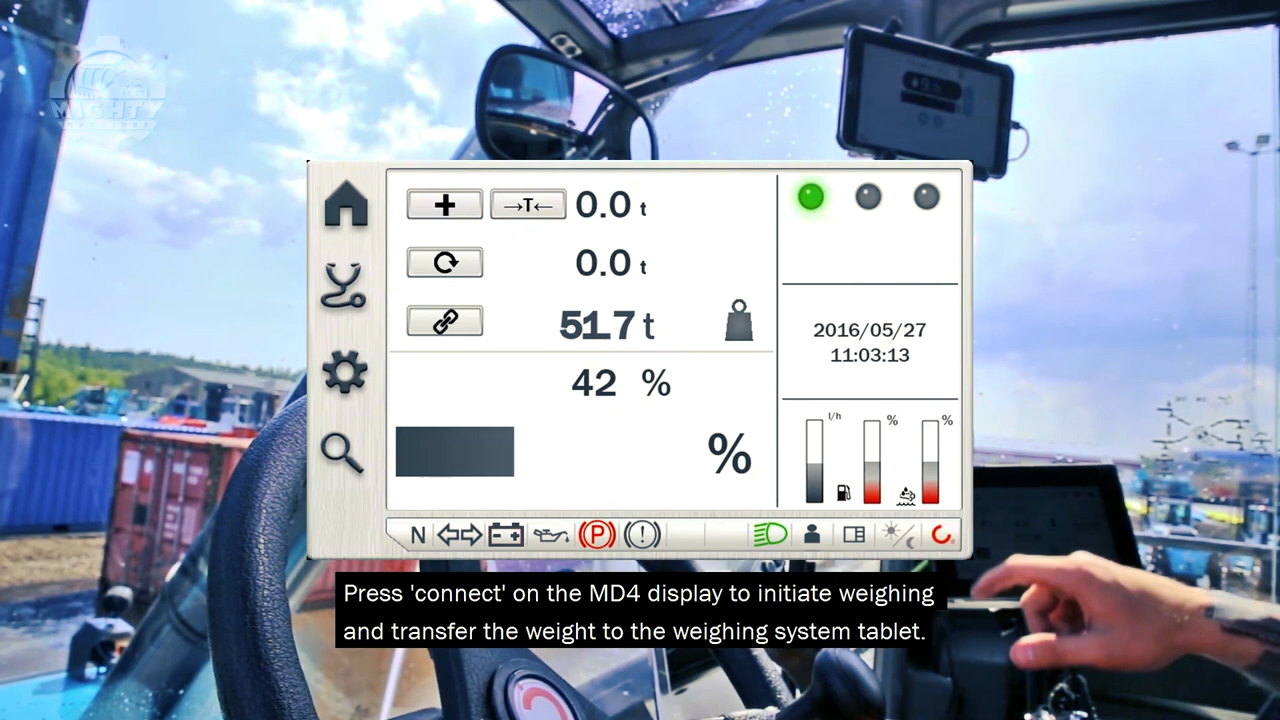 MIGHTY
→T← 0.0 t
0.0 t
51.7 t
42 %
%
2016/05/27
11:03:13
l/h
%
%
N
P
!
Press 'connect' on the MD4 display to initiate weighing
and transfer the weight to the weighing system tablet.